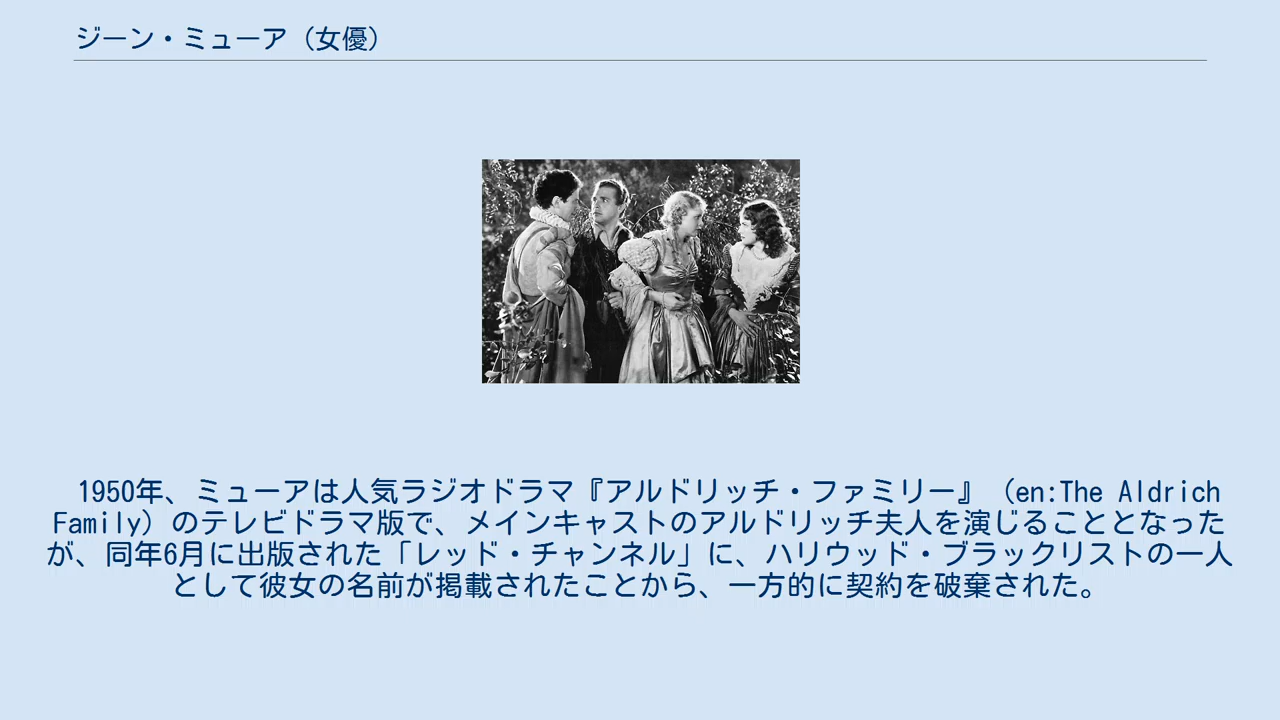 ジーン・ミューア（女優）
1950年、ミューアは人気ラジオドラマ『アルドリッチ・ファミリー』（en:The Aldrich
Family）のテレビドラマ版で、メインキャストのアルドリッチ夫人を演じることとなった
が、同年6月に出版された「レッド・チャンネル」に、ハリウッド・ブラックリストの一人
として彼女の名前が掲載されたことから、一方的に契約を破棄された。